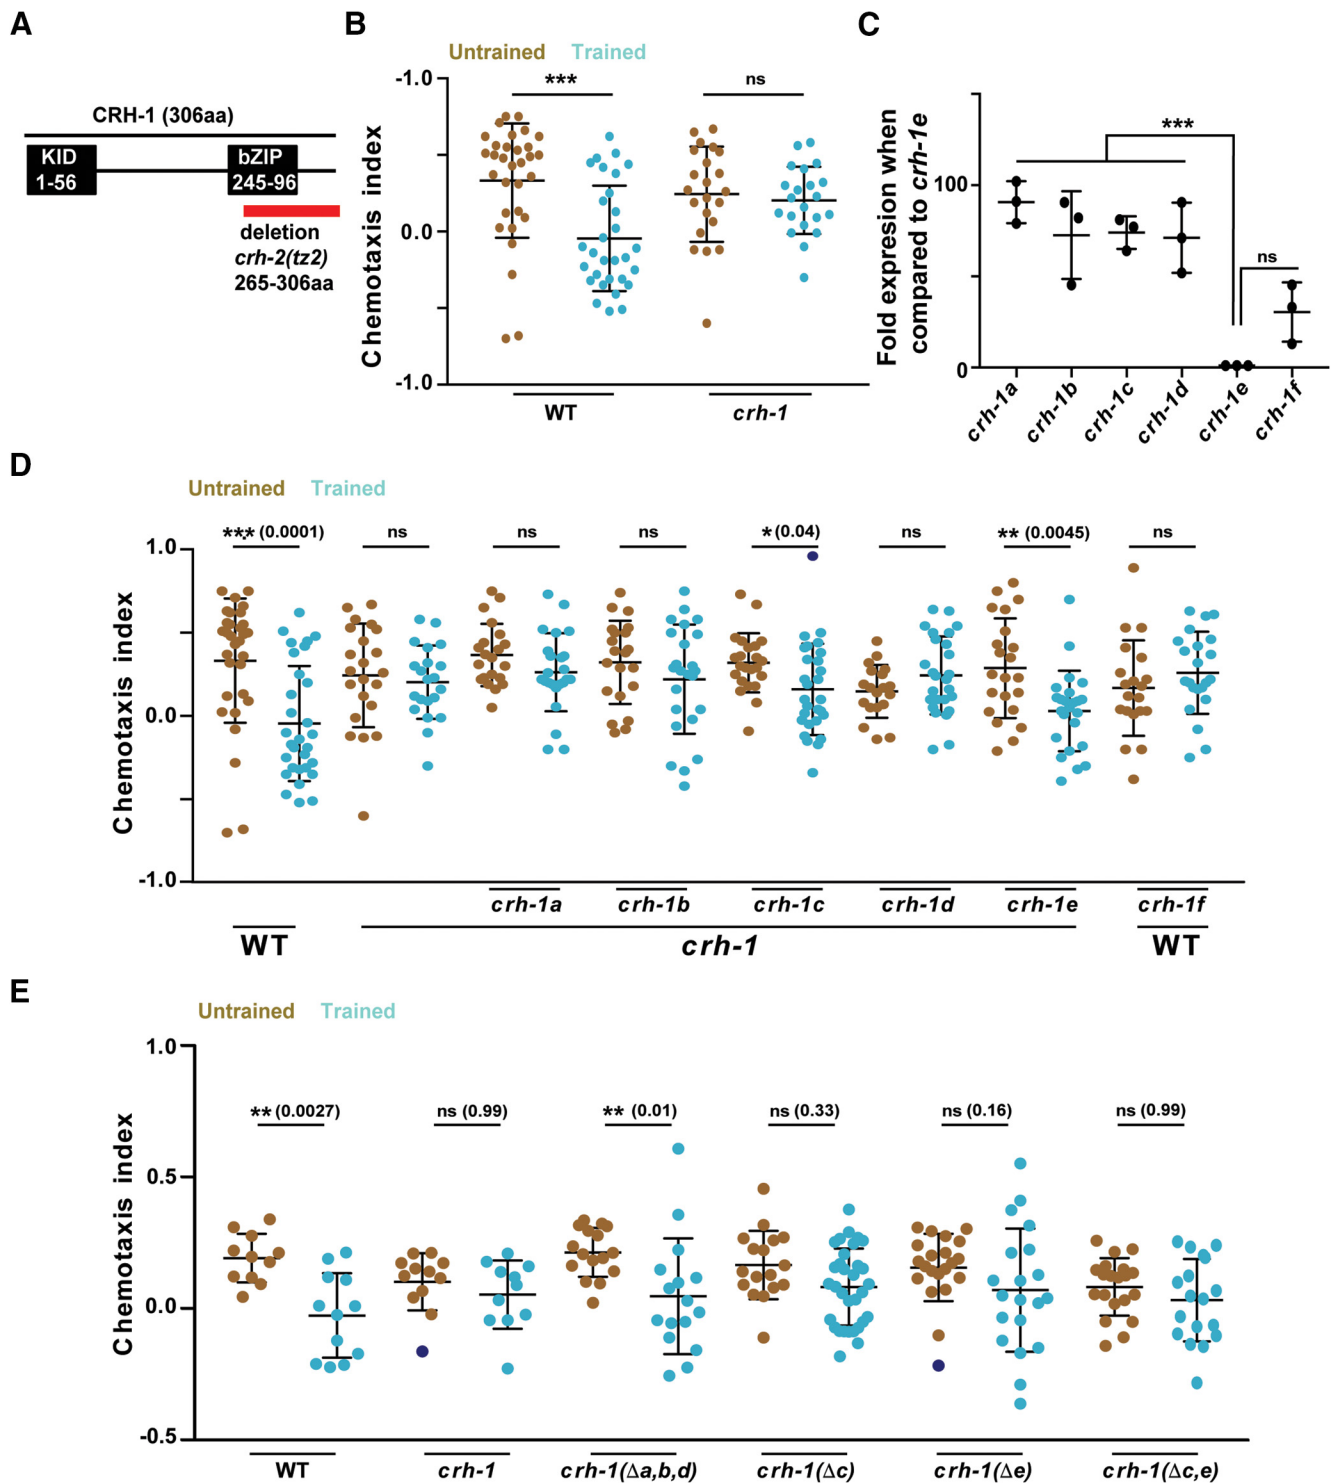 A
CRH-1 (306aa)
KID
1-56
bZIP
245-96
deletion
crh-2(tz2)
265-306aa
B
Untrained Trained
*** ns
Chemotaxis index
-1.0
0.0
-1.0
WT crh-1
C
Fold expresion when
compared to crh-1e
***
ns
100
0
crh-1a crh-1b crh-1c crh-1d crh-1e crh-1f
D
Untrained Trained
*** (0.0001) ns ns ns * (0.04) ns ** (0.0045) ns
Chemotaxis index
1.0
0.0
-1.0
crh-1a crh-1b crh-1c crh-1d crh-1e crh-1f
WT crh-1 WT
E
Untrained Trained
** (0.0027) ns (0.99) ** (0.01) ns (0.33) ns (0.16) ns (0.99)
Chemotaxis index
1.0
0.5
0.0
-0.5
WT crh-1 crh-1(Δa,b,d) crh-1(Δc) crh-1(Δe) crh-1(Δc,e)